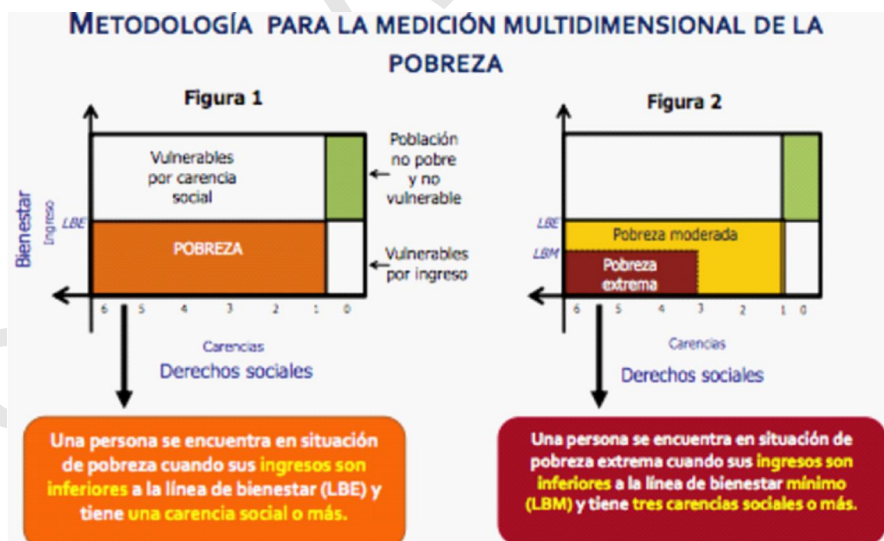 METODOLOGÍA PARA LA MEDICIÓN MULTIDIMENSIONAL DE LA
POBREZA
Figura 1
Bienestar
Ingreso
LBE
Vulnerables
por carencia
social
POBREZA
Población
no pobre
y no
vulnerable
Vulnerables
por ingreso
6 5 4 3 2 1 0
Carencias
Derechos sociales
Una persona se encuentra en situación
de pobreza cuando sus ingresos son
inferiores a la línea de bienestar (LBE) y
tiene una carencia social o más.
Figura 2
LBE
LBM
Pobreza moderada
Pobreza
extrema
6 5 4 3 2 1 0
Carencias
Derechos sociales
Una persona se encuentra en situación de
pobreza extrema cuando sus ingresos son
inferiores a la línea de bienestar mínimo
(LBM) y tiene tres carencias sociales o más.